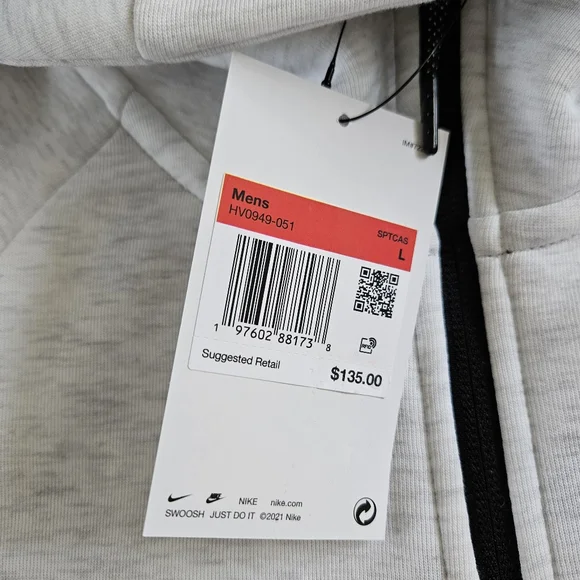 Mens
HV0949-051
SPTCAS
L
1 97602 88173 8
RFID
Suggested Retail
$135.00
NIKE nike.com
SWOOSH JUST DO IT ©2021 Nike